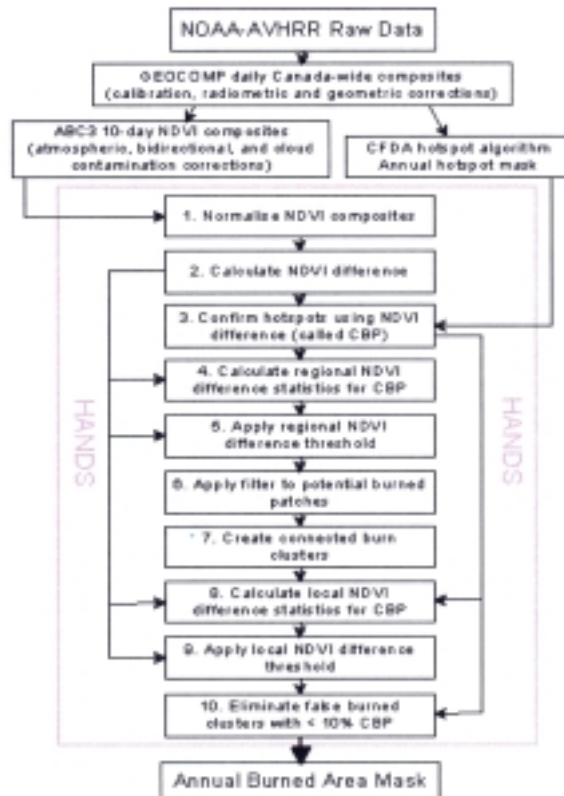 NOAA-AVHRR Raw Data
GEOCOMP daily Canada-wide composites
(calibration, radiometric and geometric corrections)
ABC3 10-day NDVI composites
(atmospheric, bidirectional, and cloud
contamination corrections)
CFDA hotspot algorithm
Annual hotspot mask
1. Normalise NDVI composites
2. Calculate NDVI difference
3. Confirm hotspots using NDVI
difference (called CBP)
4. Calculate regional NDVI
difference statistics for CBP
5. Apply regional NDVI
difference threshold
6. Apply filter to potential burned
patches
7. Create connected burn
clusters
8. Calculate local NDVI
difference statistics for CBP
9. Apply local NDVI difference
threshold
10. Eliminate false burned
clusters with < 10% CBP
HANDS
HANDS
Annual Burned Area Mask